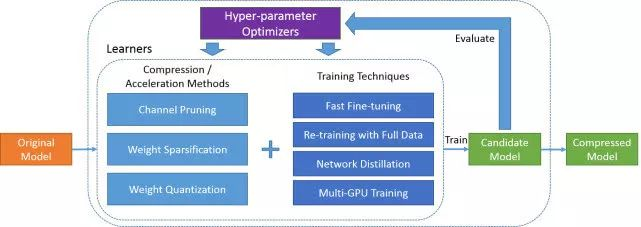 Hyper-parameter
Optimizers
Learners
Evaluate
Compression /
Acceleration Methods
Training Techniques
Channel Pruning
Fast Fine-tuning
Original
Model
Weight Sparsification
+
Re-training with Full Data
Train
Candidate
Model
Compressed
Model
Network Distillation
Weight Quantization
Multi-GPU Training